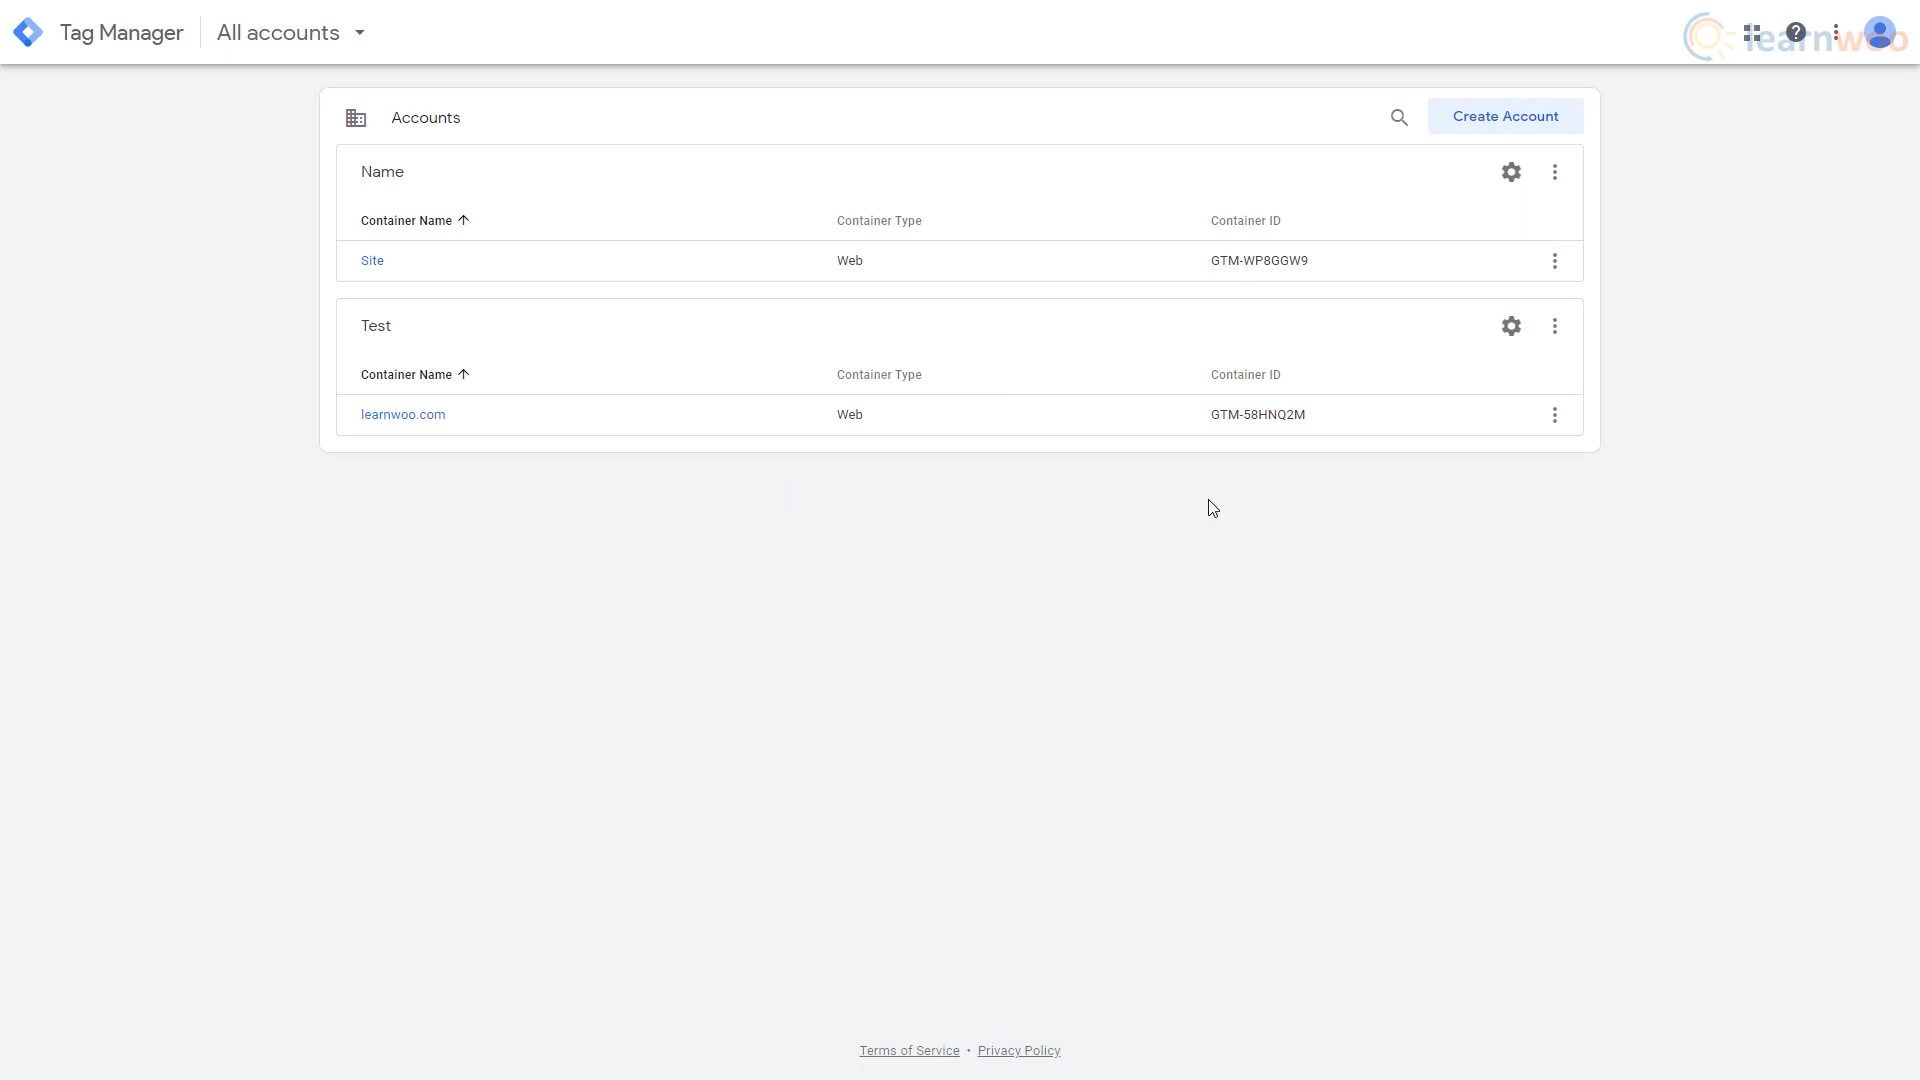 Tag Manager
All accounts
learnwoo
Accounts
Create Account
Name
Container Name
Container Type
Container ID
Site
Web
GTM-WP8GGW9
Test
Container Name
Container Type
Container ID
learnwoo.com
Web
GTM-58HNQ2M
Terms of Service • Privacy Policy